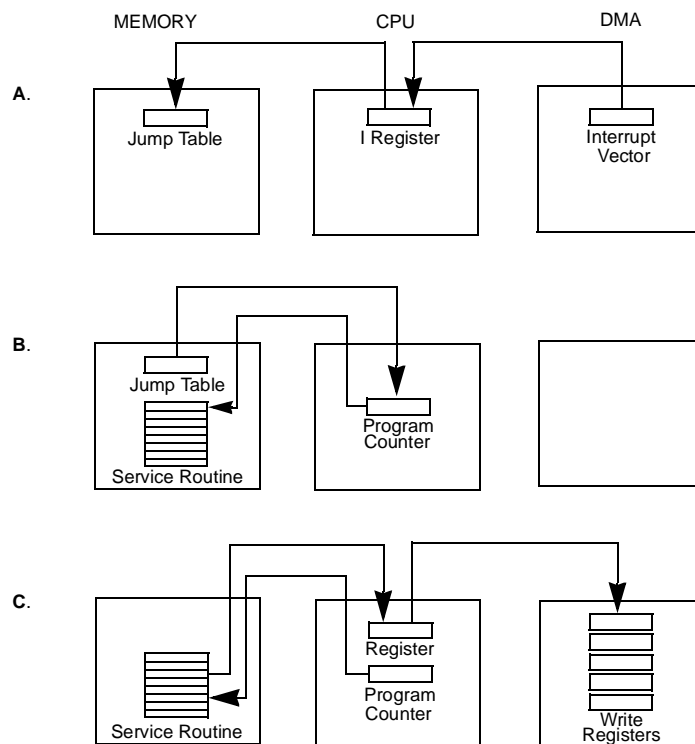 MEMORY CPU DMA
A.
Jump Table
I Register
Interrupt
Vector
B.
Jump Table
Service Routine
Program
Counter
C.
Service Routine
Register
Program
Counter
Write
Registers